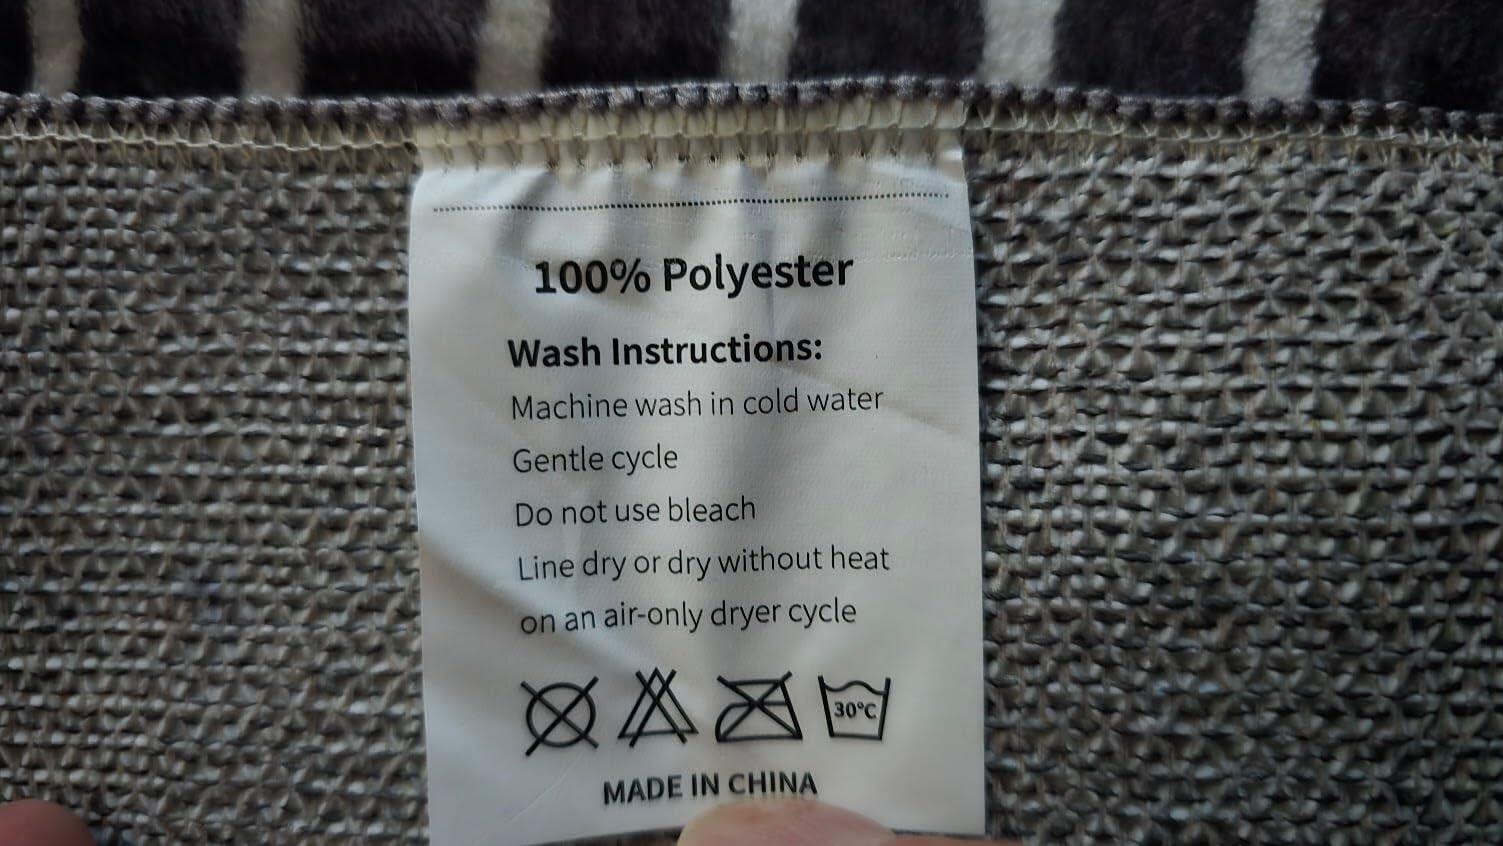 100% Polyester
Wash Instructions:
Machine wash in cold water
Gentle cycle
Do not use bleach
Line dry or dry without heat
on an air-only dryer cycle
30°C
MADE IN CHINA